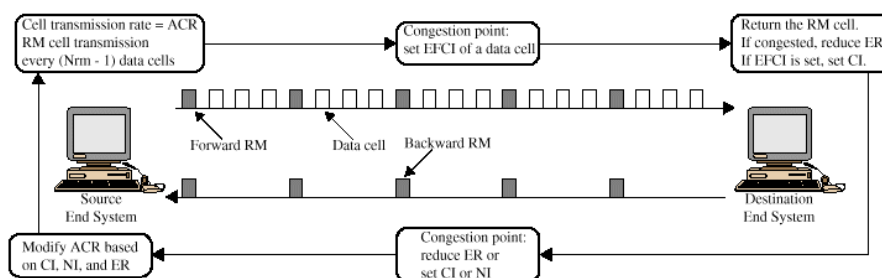 Cell transmission rate = ACR
RM cell transmission
every (Nrm - 1) data cells
Congestion point:
set EFCI of a data cell
Return the RM cell.
If congested, reduce ER
If EFCI is set, set CI.
Forward RM
Data cell
Backward RM
Source
End System
Destination
End System
Modify ACR based
on CI, NI, and ER
Congestion point:
reduce ER or
set CI or NI